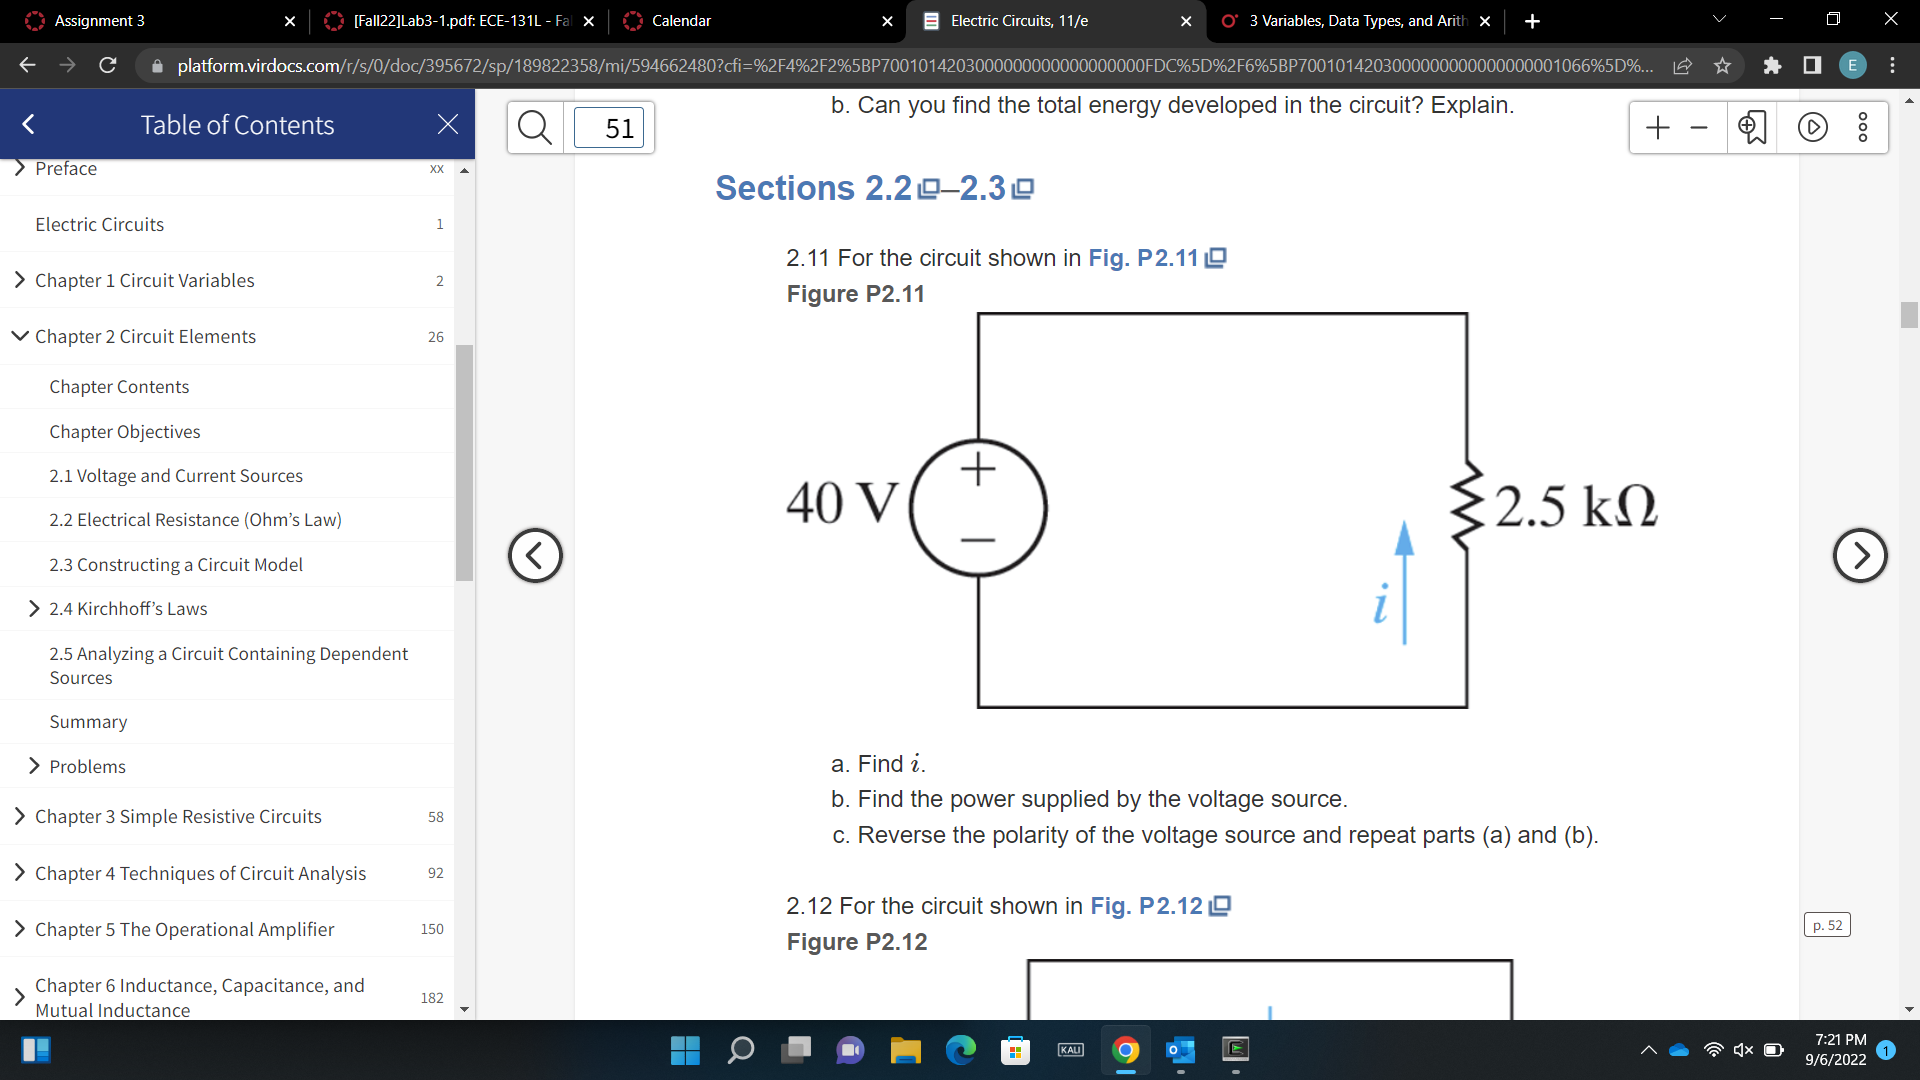 Assignment 3
[Fall22]Lab3-1.pdf: ECE-131L - Fa
Calendar
Electric Circuits, 11/e
3 Variables, Data Types, and Arith
platform.virdocs.com/r/s/0/doc/395672/sp/189822358/mi/594662480?cfi=%2F4%2F2%5BP7001014203000000000000000000FDC%5D%2F6%5BP7001014203000000000000000001066%5D%...
E
Table of Contents
Preface xx
Electric Circuits 1
Chapter 1 Circuit Variables 2
Chapter 2 Circuit Elements 26
Chapter Contents
Chapter Objectives
2.1 Voltage and Current Sources
2.2 Electrical Resistance (Ohm's Law)
2.3 Constructing a Circuit Model
2.4 Kirchhoff's Laws
2.5 Analyzing a Circuit Containing Dependent
Sources
Summary
Problems
Chapter 3 Simple Resistive Circuits 58
Chapter 4 Techniques of Circuit Analysis 92
Chapter 5 The Operational Amplifier 150
Chapter 6 Inductance, Capacitance, and
Mutual Inductance 182
51
b. Can you find the total energy developed in the circuit? Explain.
Sections 2.2–2.3
2.11 For the circuit shown in Fig. P2.11
Figure P2.11
40 V
+
−
i
2.5 kΩ
a. Find i.
b. Find the power supplied by the voltage source.
c. Reverse the polarity of the voltage source and repeat parts (a) and (b).
2.12 For the circuit shown in Fig. P2.12
Figure P2.12
p. 52
KALI
7:21 PM
9/6/2022
1